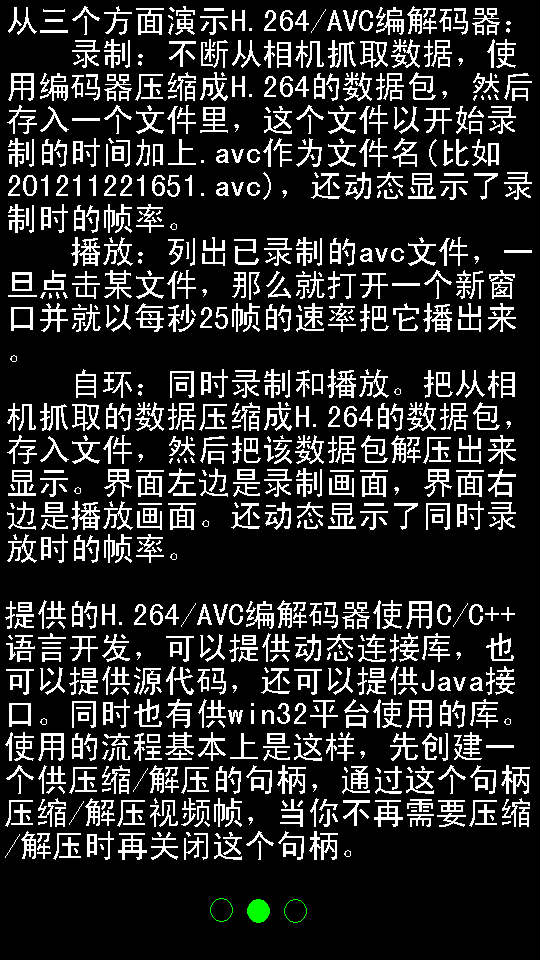 从三个方面演示H.264/AVC编解码器：
录制：不断从相机抓取数据，使
用编码器压缩成H.264的数据包，然后
存入一个文件里，这个文件以开始录
制的时间加上.avc作为文件名(比如
201211221651.avc)，还动态显示了录
制时的帧率。
播放：列出已录制的avc文件，一
旦点击某文件，那么就打开一个新窗
口并就以每秒25帧的速率把它播出来
。
自环：同时录制和播放。把从相
机抓取的数据压缩成H.264的数据包，
存入文件，然后把该数据包解压出来
显示。界面左边是录制画面，界面右
边是播放画面。还动态显示了同时录
放时的帧率。
提供的H.264/AVC编解码器使用C/C++
语言开发，可以提供动态连接库，也
可以提供源代码，还可以提供Java接
口。同时也有供win32平台使用的库。
使用的流程基本上是这样，先创建一
个供压缩/解压的句柄，通过这个句柄
压缩/解压视频帧，当你不再需要压缩
/解压时再关闭这个句柄。